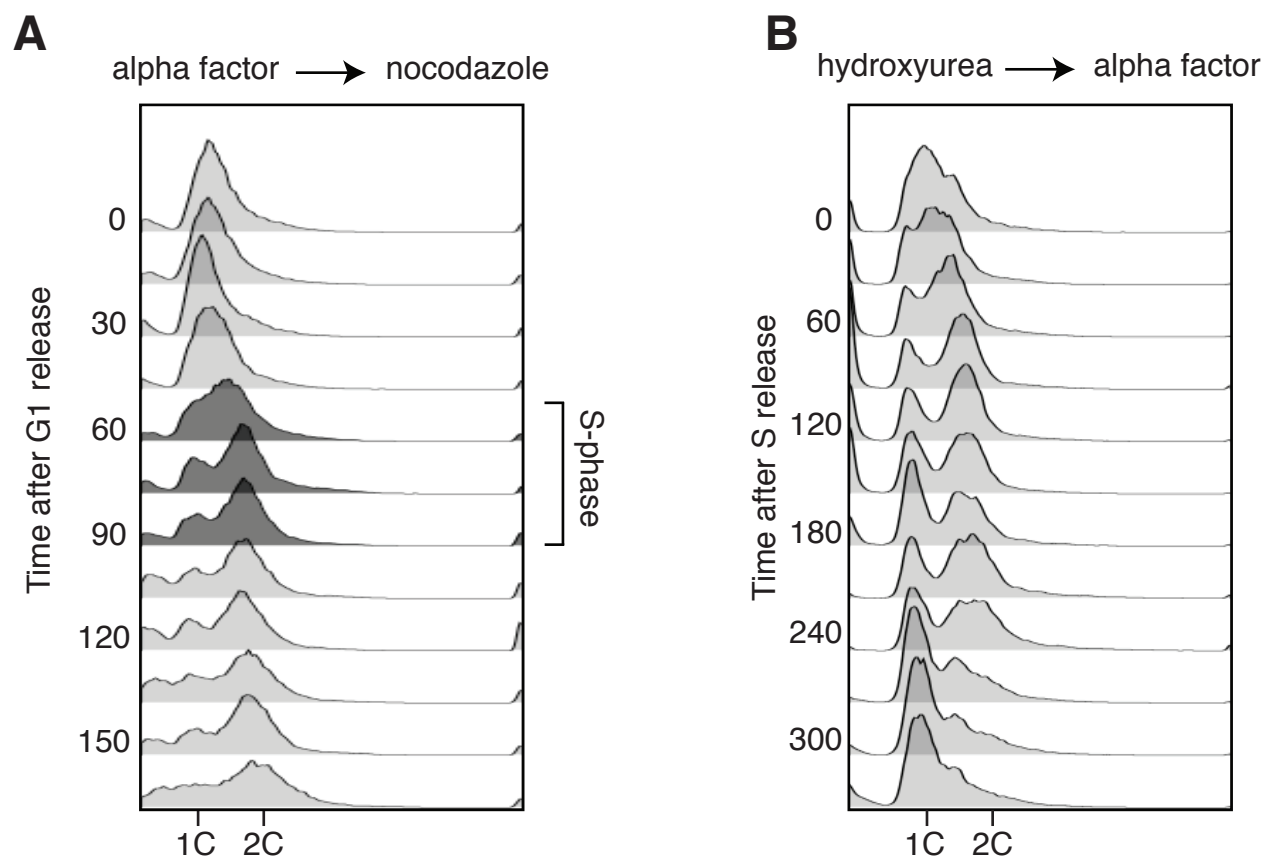 A
alpha factor → nocodazole
Time after G1 release
0
30
60
90
120
150
S-phase
1C 2C
B
hydroxyurea → alpha factor
Time after S release
0
60
120
180
240
300
1C 2C